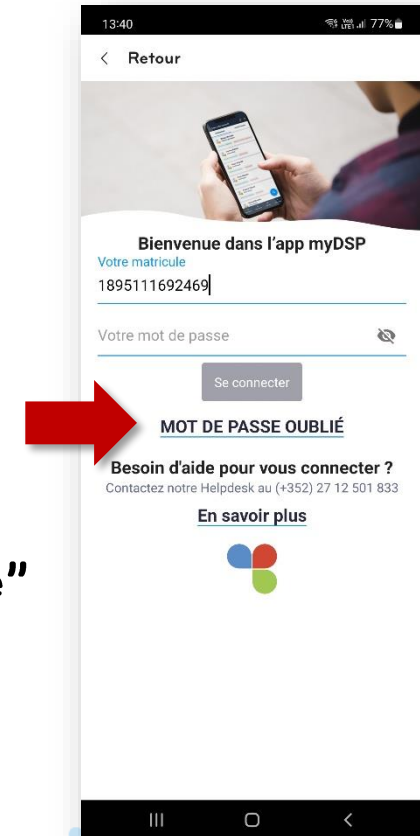 13:40
77%
Retour
Bienvenue dans l'app myDSP
Votre matricule
1895111692469
Votre mot de passe
Se connecter
MOT DE PASSE OUBLIÉ
Besoin d'aide pour vous connecter ?
Contactez notre Helpdesk au (+352) 27 12 501 833
En savoir plus